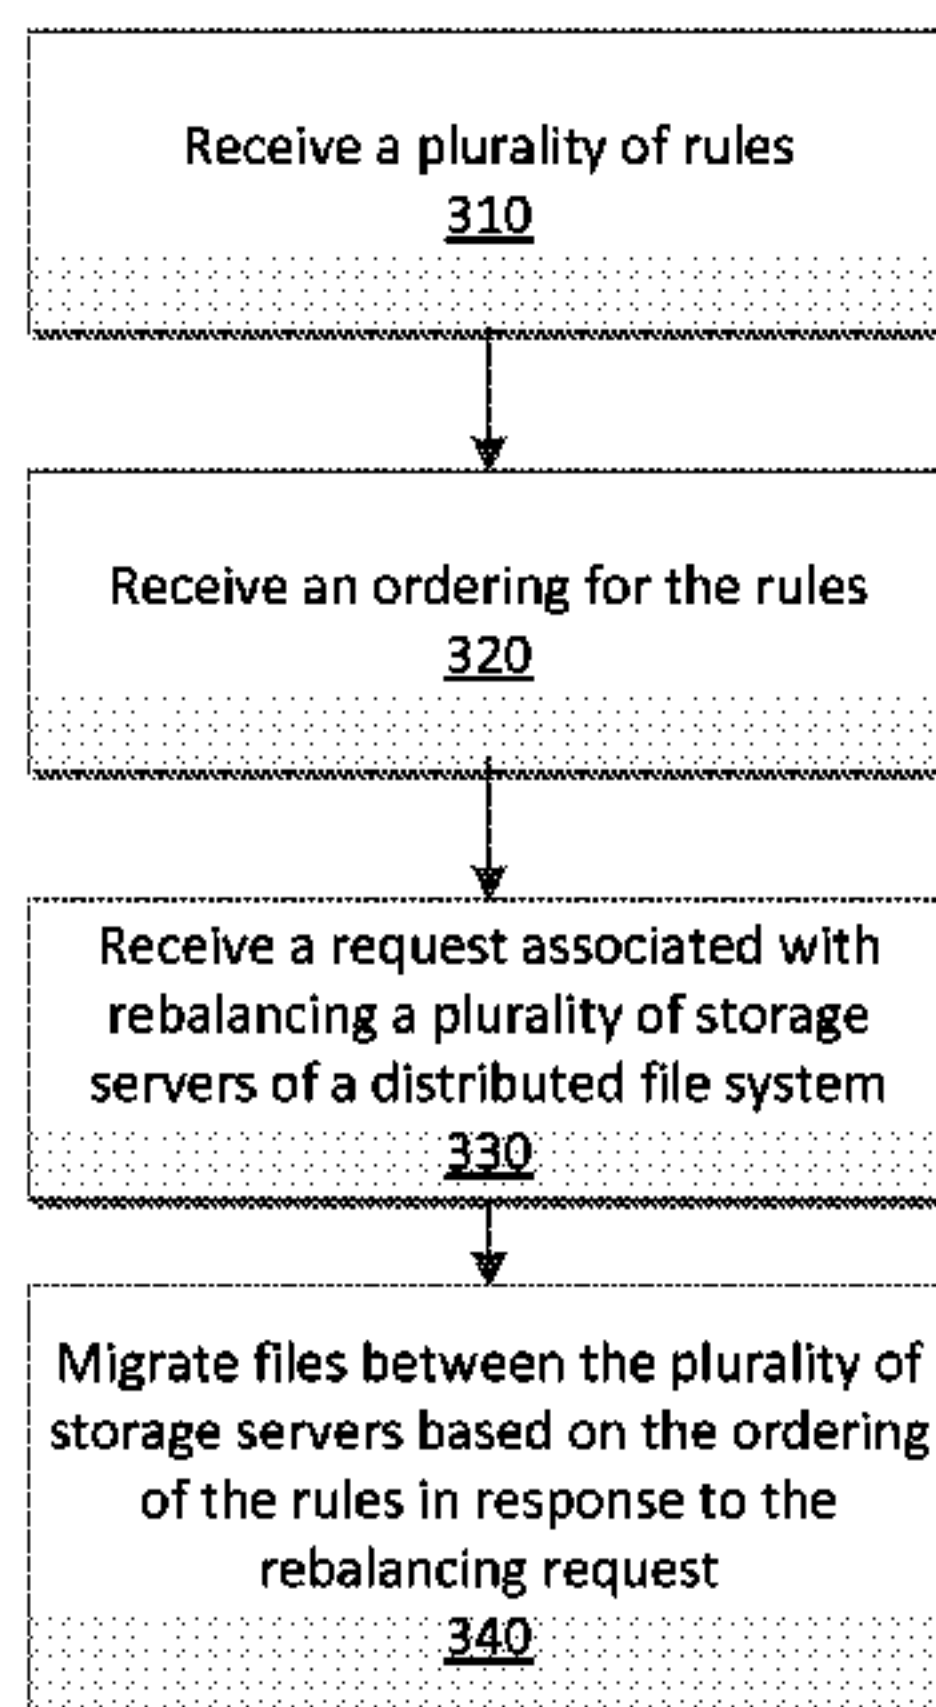 Receive a plurality of rules
310
Receive an ordering for the rules
320
Receive a request associated with
rebalancing a plurality of storage
servers of a distributed file system
330
Migrate files between the plurality of
storage servers based on the ordering
of the rules in response to the
rebalancing request
340